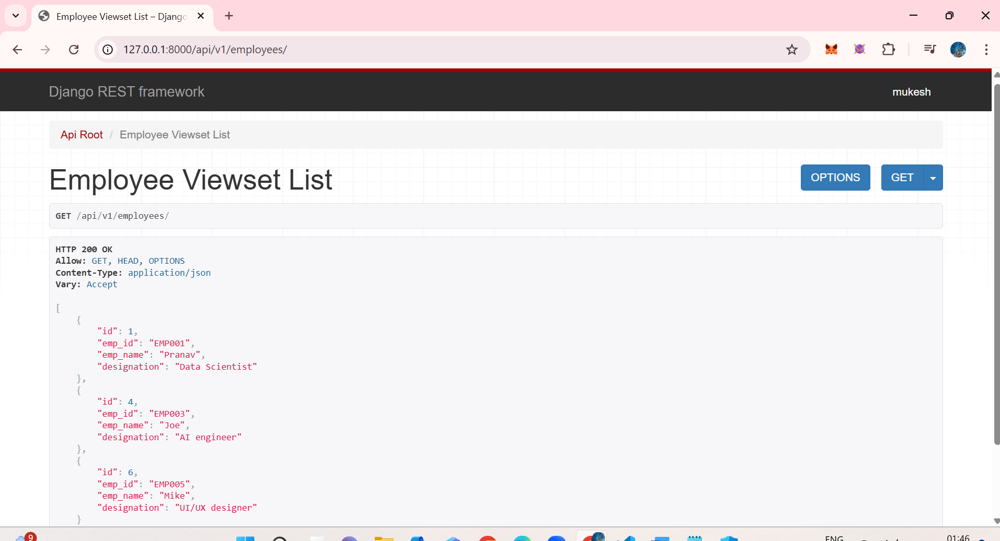 Employee Viewset List – Django
127.0.0.1:8000/api/v1/employees/
Django REST framework
mukesh
Api Root / Employee Viewset List
Employee Viewset List
OPTIONS
GET
GET /api/v1/employees/
HTTP 200 OK
Allow: GET, HEAD, OPTIONS
Content-Type: application/json
Vary: Accept
[
    {
        "id": 1,
        "emp_id": "EMP001",
        "emp_name": "Pranav",
        "designation": "Data Scientist"
    },
    {
        "id": 4,
        "emp_id": "EMP003",
        "emp_name": "Joe",
        "designation": "AI engineer"
    },
    {
        "id": 6,
        "emp_id": "EMP005",
        "emp_name": "Mike",
        "designation": "UI/UX designer"
    }
9
ENG
01:46